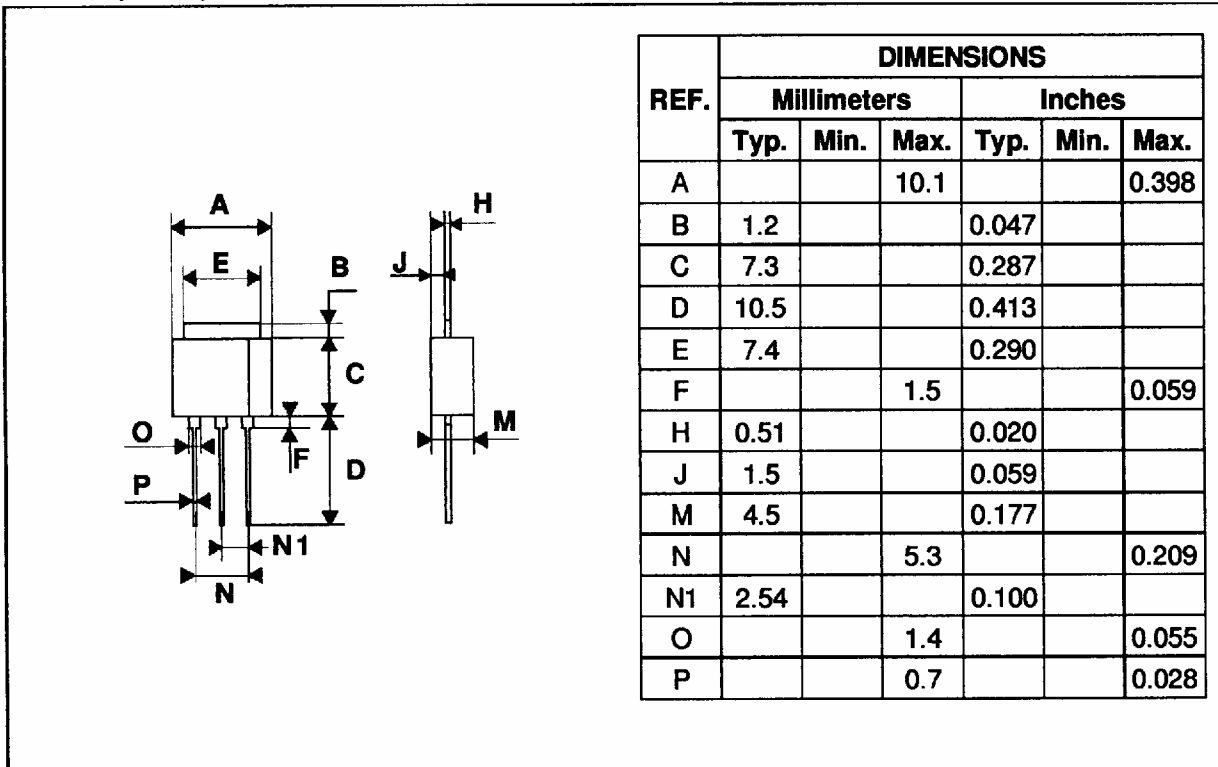 A
H
E
B
J
C
O
F
M
P
D
N1
N
DIMENSIONS
REF. Millimeters Inches
Typ. Min. Max. Typ. Min. Max.
A 10.1 0.398
B 1.2 0.047
C 7.3 0.287
D 10.5 0.413
E 7.4 0.290
F 1.5 0.059
H 0.51 0.020
J 1.5 0.059
M 4.5 0.177
N 5.3 0.209
N1 2.54 0.100
O 1.4 0.055
P 0.7 0.028